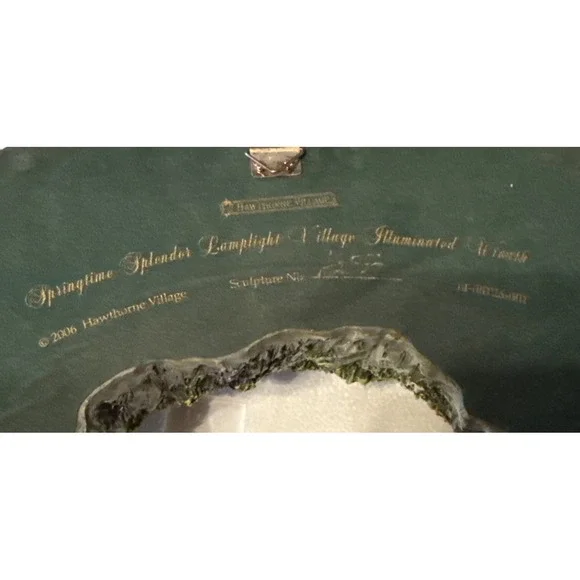 HAWTHORNE VILLAGE
Springtime Splendor Lamplight Village Illuminated Wreath
Sculpture No.
© 2006 Hawthorne Village